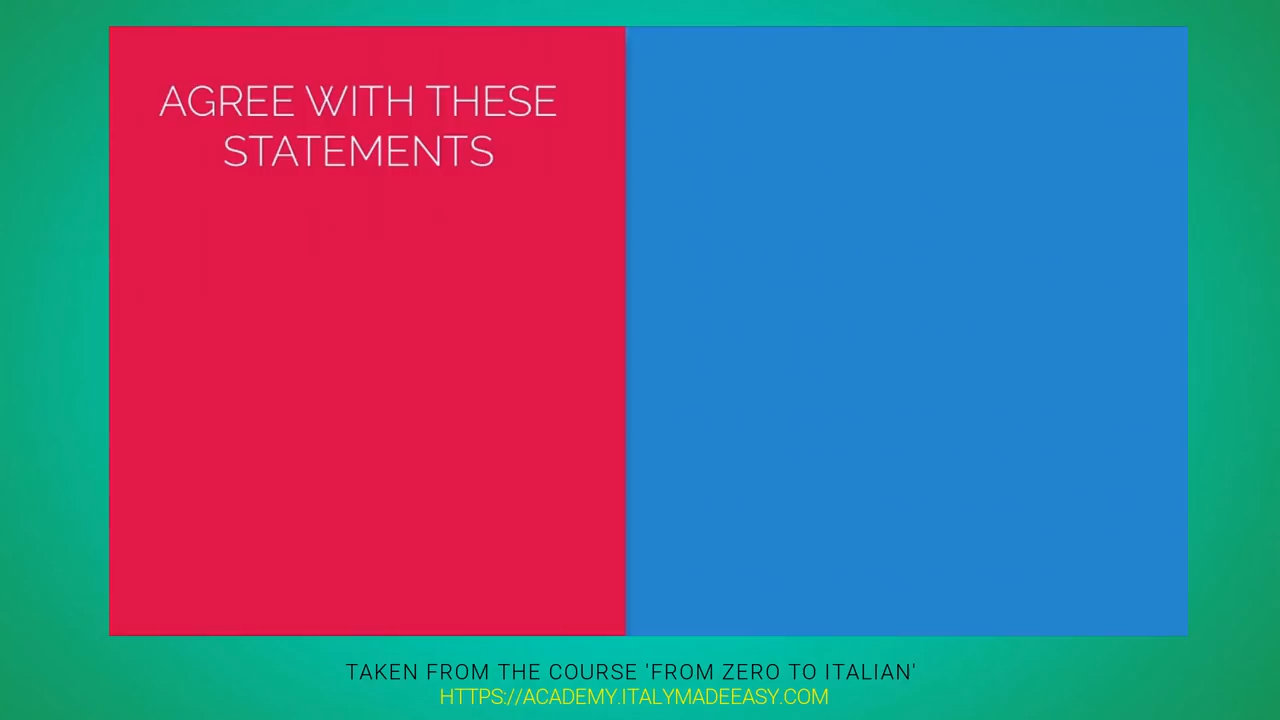 AGREE WITH THESE
STATEMENTS
TAKEN FROM THE COURSE 'FROM ZERO TO ITALIAN'
HTTPS://ACADEMY.ITALYMADEEASY.COM